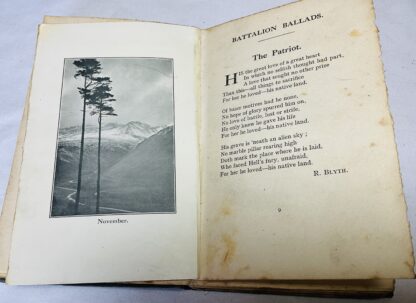 November.
BATTALION BALLADS.
The Patriot.
HIS the great love of a great heart
In which no selfish thought had part,
A love that sought no other prize
Than this—all things to sacrifice
For her he loved—his native land.
Of baser motives had he none,
No hope of glory spurred him on,
No love of battle, lust or strife,
He only knew he gave his life
For her he loved—his native land.
His grave is 'neath an alien sky;
No marble pillar rearing high
Doth mark the place where he is laid,
Who faced Hell's fury, unafraid,
For her he loved—his native land.
R. BLYTH.
9